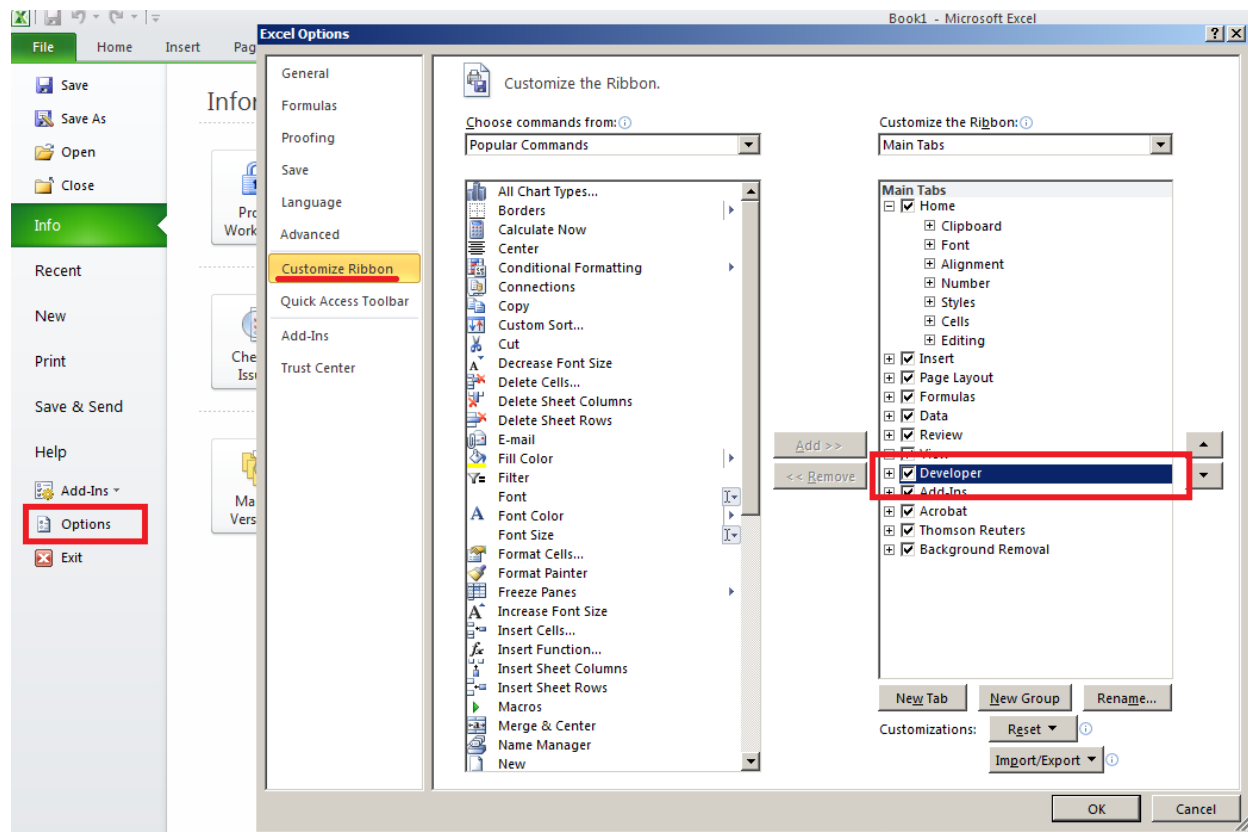 Book1 - Microsoft Excel
File Home Insert Pag
Save
Save As
Open
Close
Info
Recent
New
Print
Save & Send
Help
Add-Ins
Options
Exit
Excel Options
General
Formulas
Proofing
Save
Language
Advanced
Customize Ribbon
Quick Access Toolbar
Add-Ins
Trust Center
Customize the Ribbon.
Choose commands from:
Popular Commands
All Chart Types...
Borders
Calculate Now
Center
Conditional Formatting
Connections
Copy
Custom Sort...
Cut
Decrease Font Size
Delete Cells...
Delete Sheet Columns
Delete Sheet Rows
E-mail
Fill Color
Filter
Font
Font Color
Font Size
Format Cells...
Format Painter
Freeze Panes
Increase Font Size
Insert Cells...
Insert Function...
Insert Sheet Columns
Insert Sheet Rows
Macros
Merge & Center
Name Manager
New
Add >>
<< Remove
Customize the Ribbon:
Main Tabs
Main Tabs
Home
Clipboard
Font
Alignment
Number
Styles
Cells
Editing
Insert
Page Layout
Formulas
Data
Review
View
Developer
Add-Ins
Acrobat
Thomson Reuters
Background Removal
New Tab New Group Rename...
Customizations: Reset
Import/Export
OK Cancel